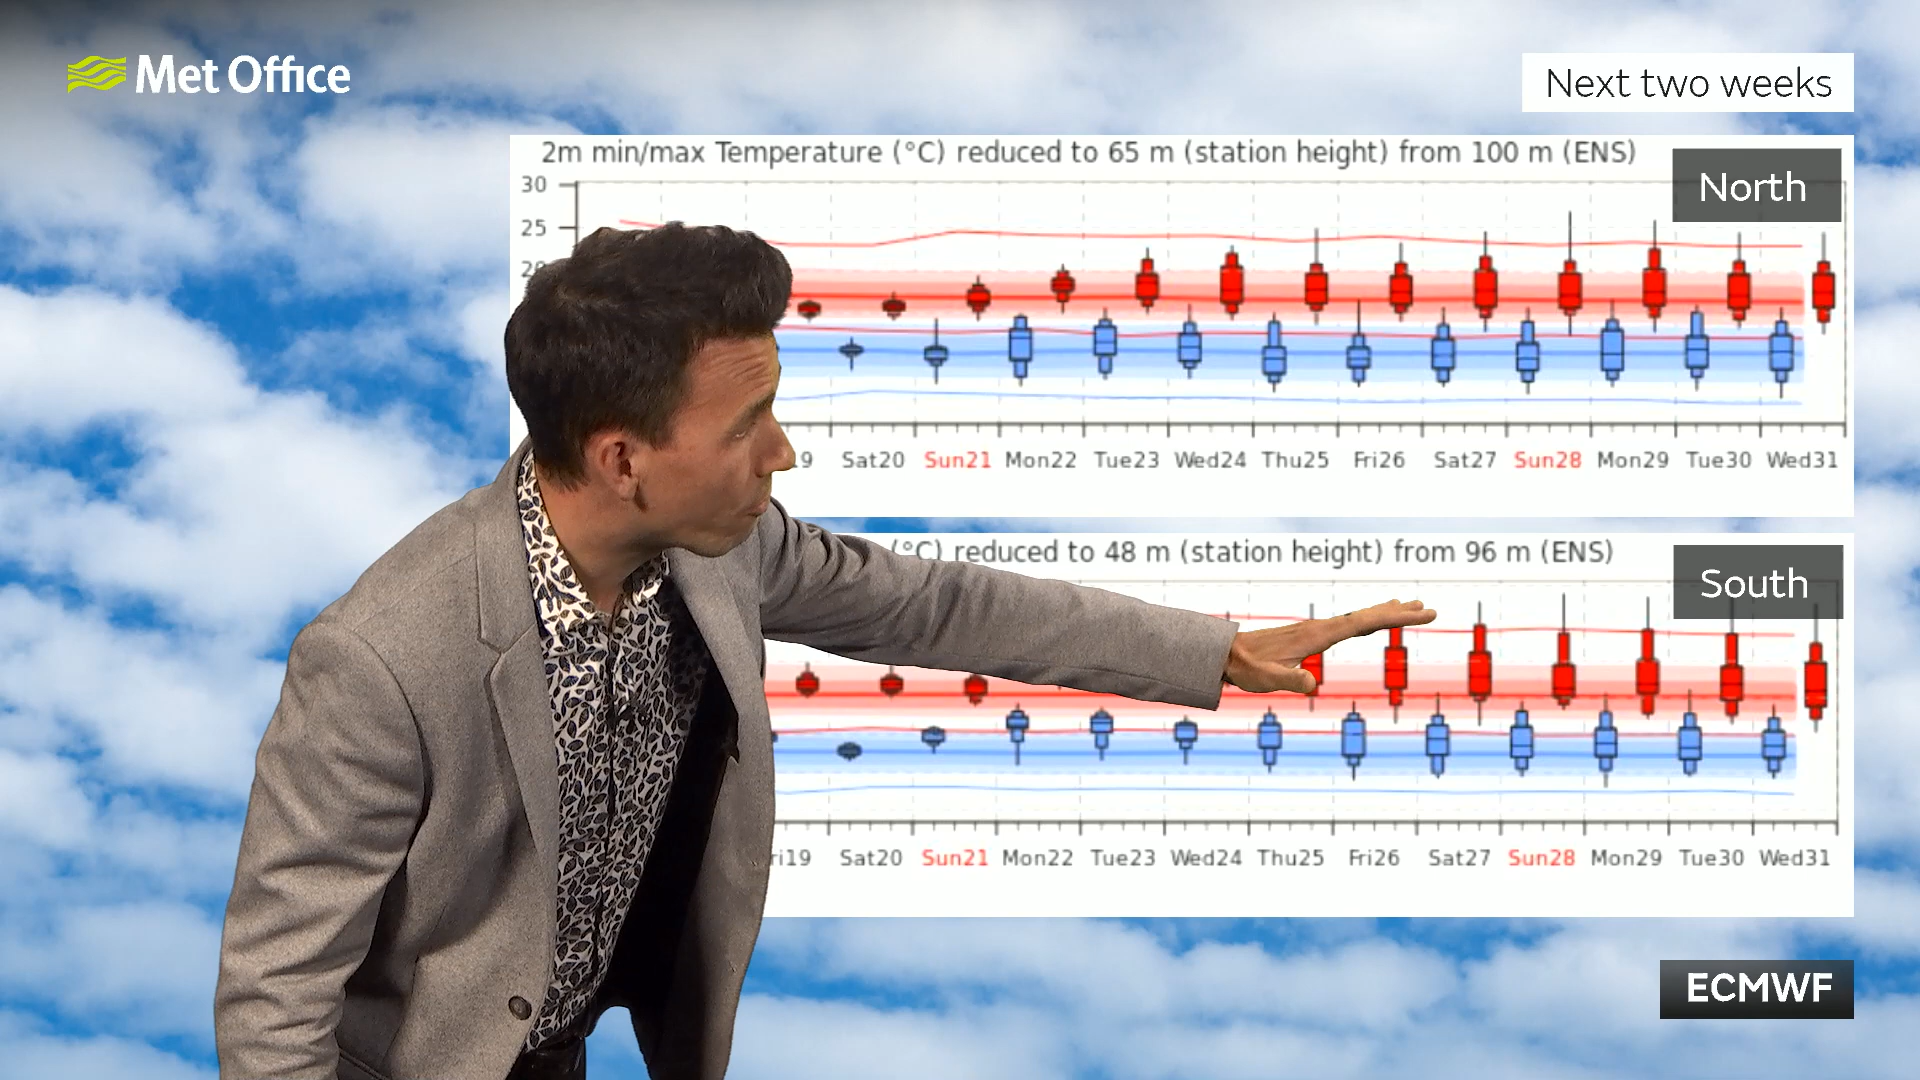 Met Office
Next two weeks
2m min/max Temperature (°C) reduced to 65 m (station height) from 100 m (ENS)
North
30
25
Sat20 Sun21 Mon22 Tue23 Wed24 Thu25 Fri26 Sat27 Sun28 Mon29 Tue30 Wed31
(°C) reduced to 48 m (station height) from 96 m (ENS)
South
ri19 Sat20 Sun21 Mon22 Tue23 Wed24 Thu25 Fri26 Sat27 Sun28 Mon29 Tue30 Wed31
ECMWF